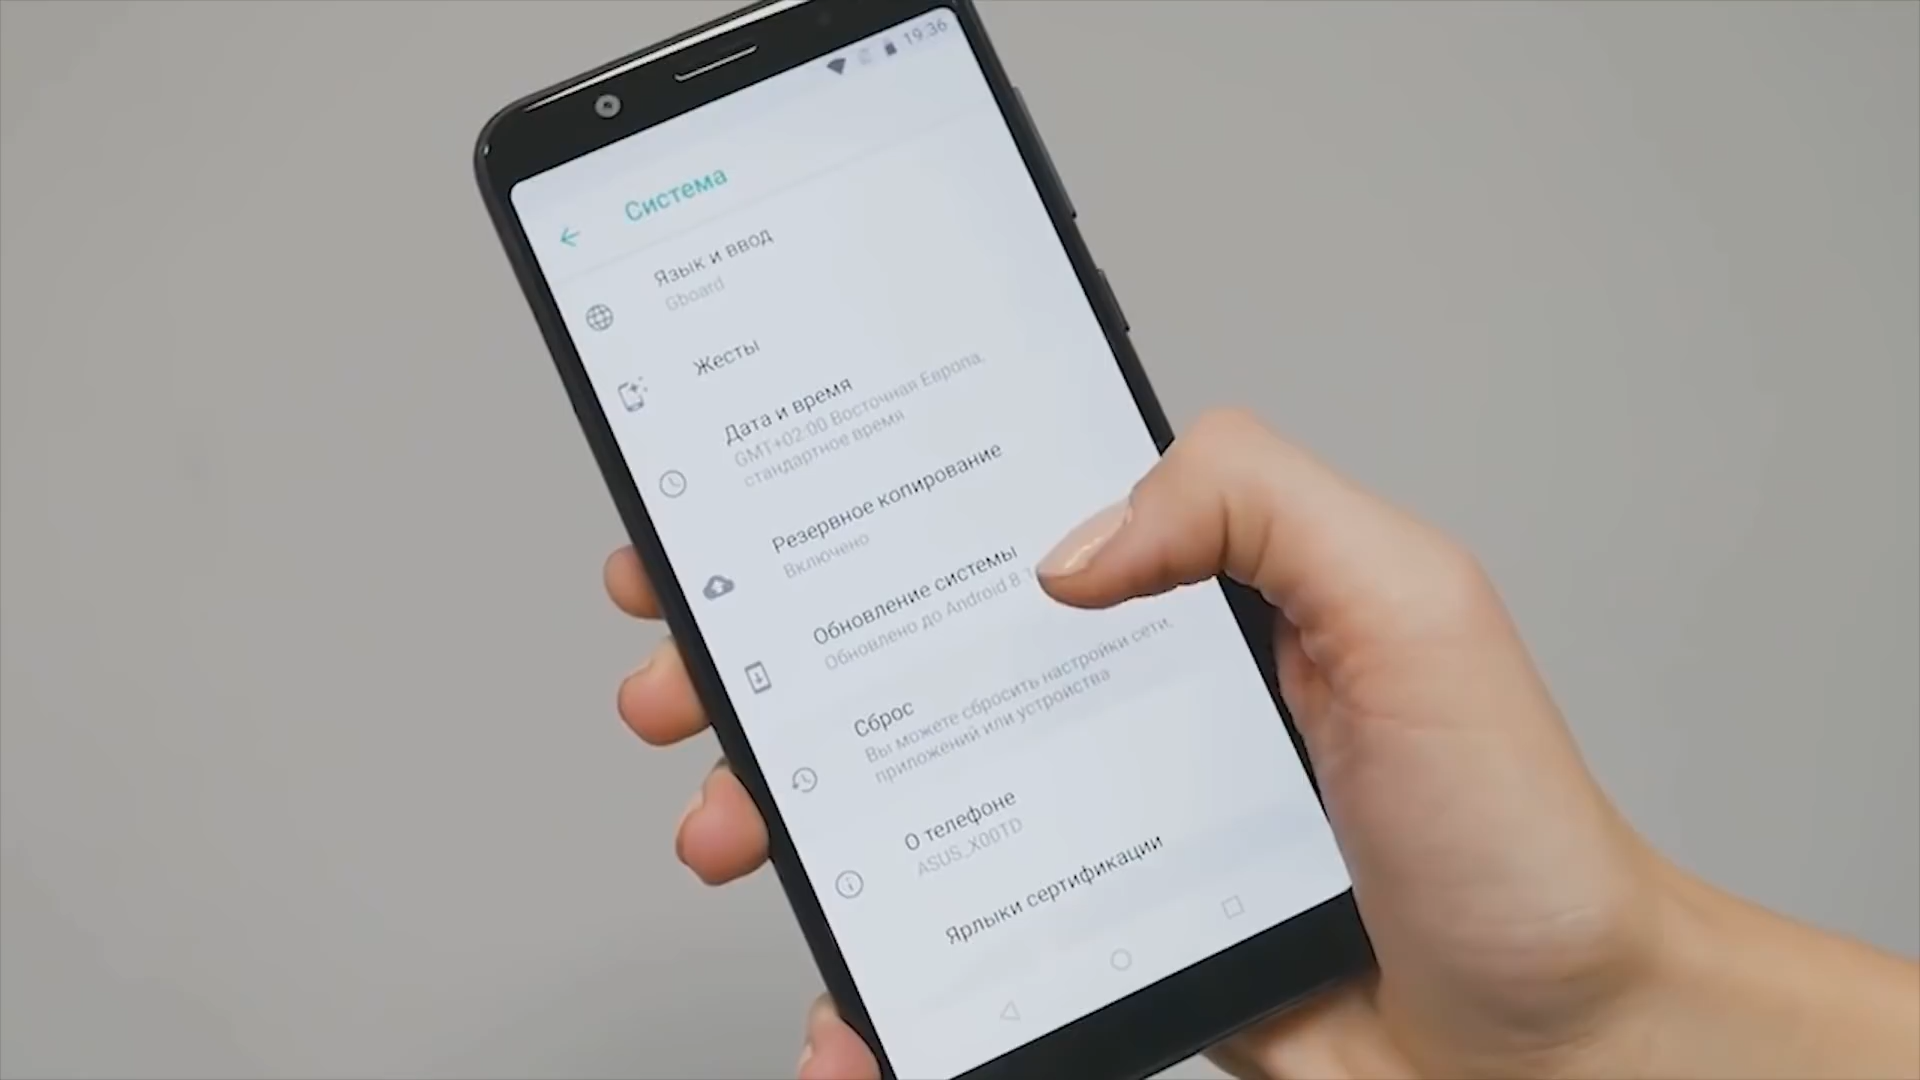 19:36
Система
Язык и ввод
Gboard
Жесты
Дата и время
GMT+02:00 Восточная Европа,
стандартное время
Резервное копирование
Включено
Обновление системы
Обновлено до Android 8
Сброс
Вы можете сбросить настройки сети,
приложений или устройства
О телефоне
ASUS_X00TD
Ярлыки сертификации